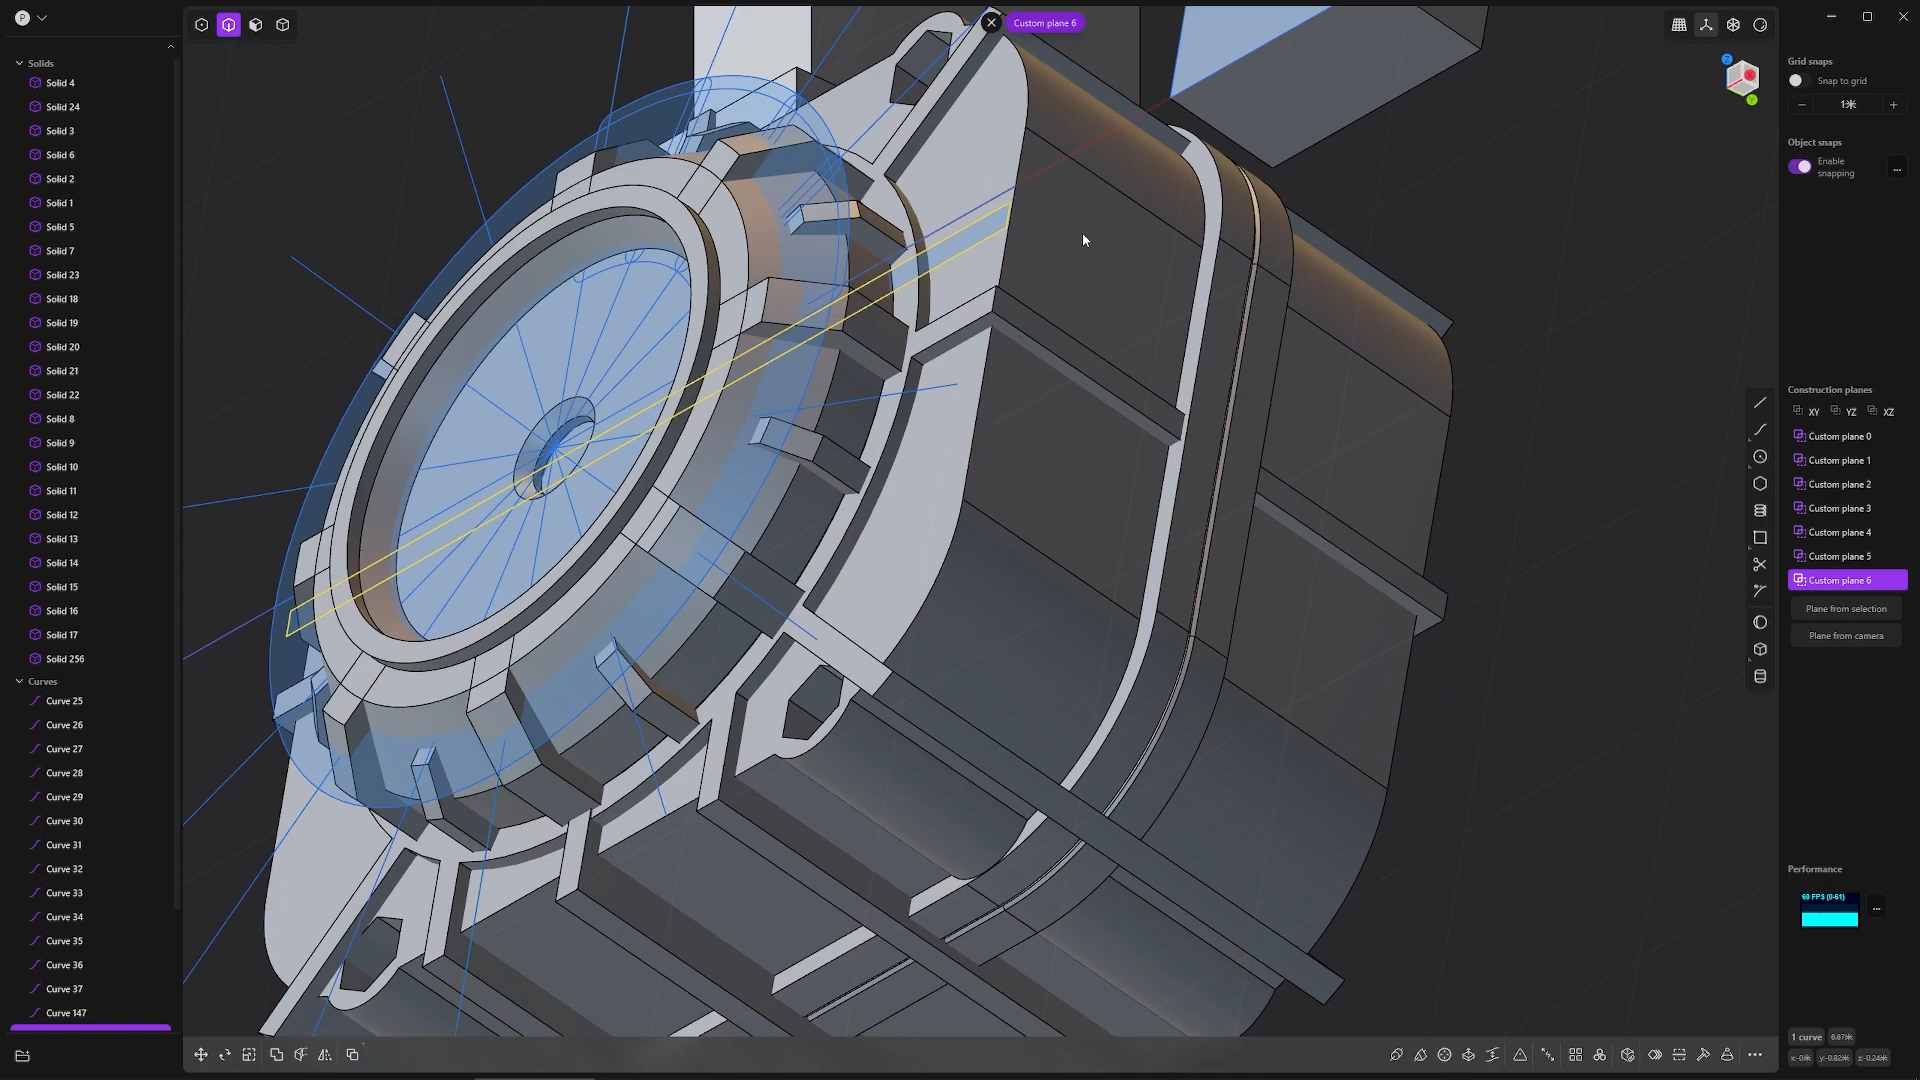 P
Custom plane 6
Solids
Solid 4
Solid 24
Solid 3
Solid 6
Solid 2
Solid 1
Solid 5
Solid 7
Solid 23
Solid 18
Solid 19
Solid 20
Solid 21
Solid 22
Solid 8
Solid 9
Solid 10
Solid 11
Solid 12
Solid 13
Solid 14
Solid 15
Solid 16
Solid 17
Solid 256
Curves
Curve 25
Curve 26
Curve 27
Curve 28
Curve 29
Curve 30
Curve 31
Curve 32
Curve 33
Curve 34
Curve 35
Curve 36
Curve 37
Curve 147
Grid snaps
Snap to grid
Object snaps
Enable
snapping
Construction planes
XY YZ XZ
Custom plane 0
Custom plane 1
Custom plane 2
Custom plane 3
Custom plane 4
Custom plane 5
Custom plane 6
Plane from selection
Plane from camera
Performance
60 FPS (0-61)
1 curve